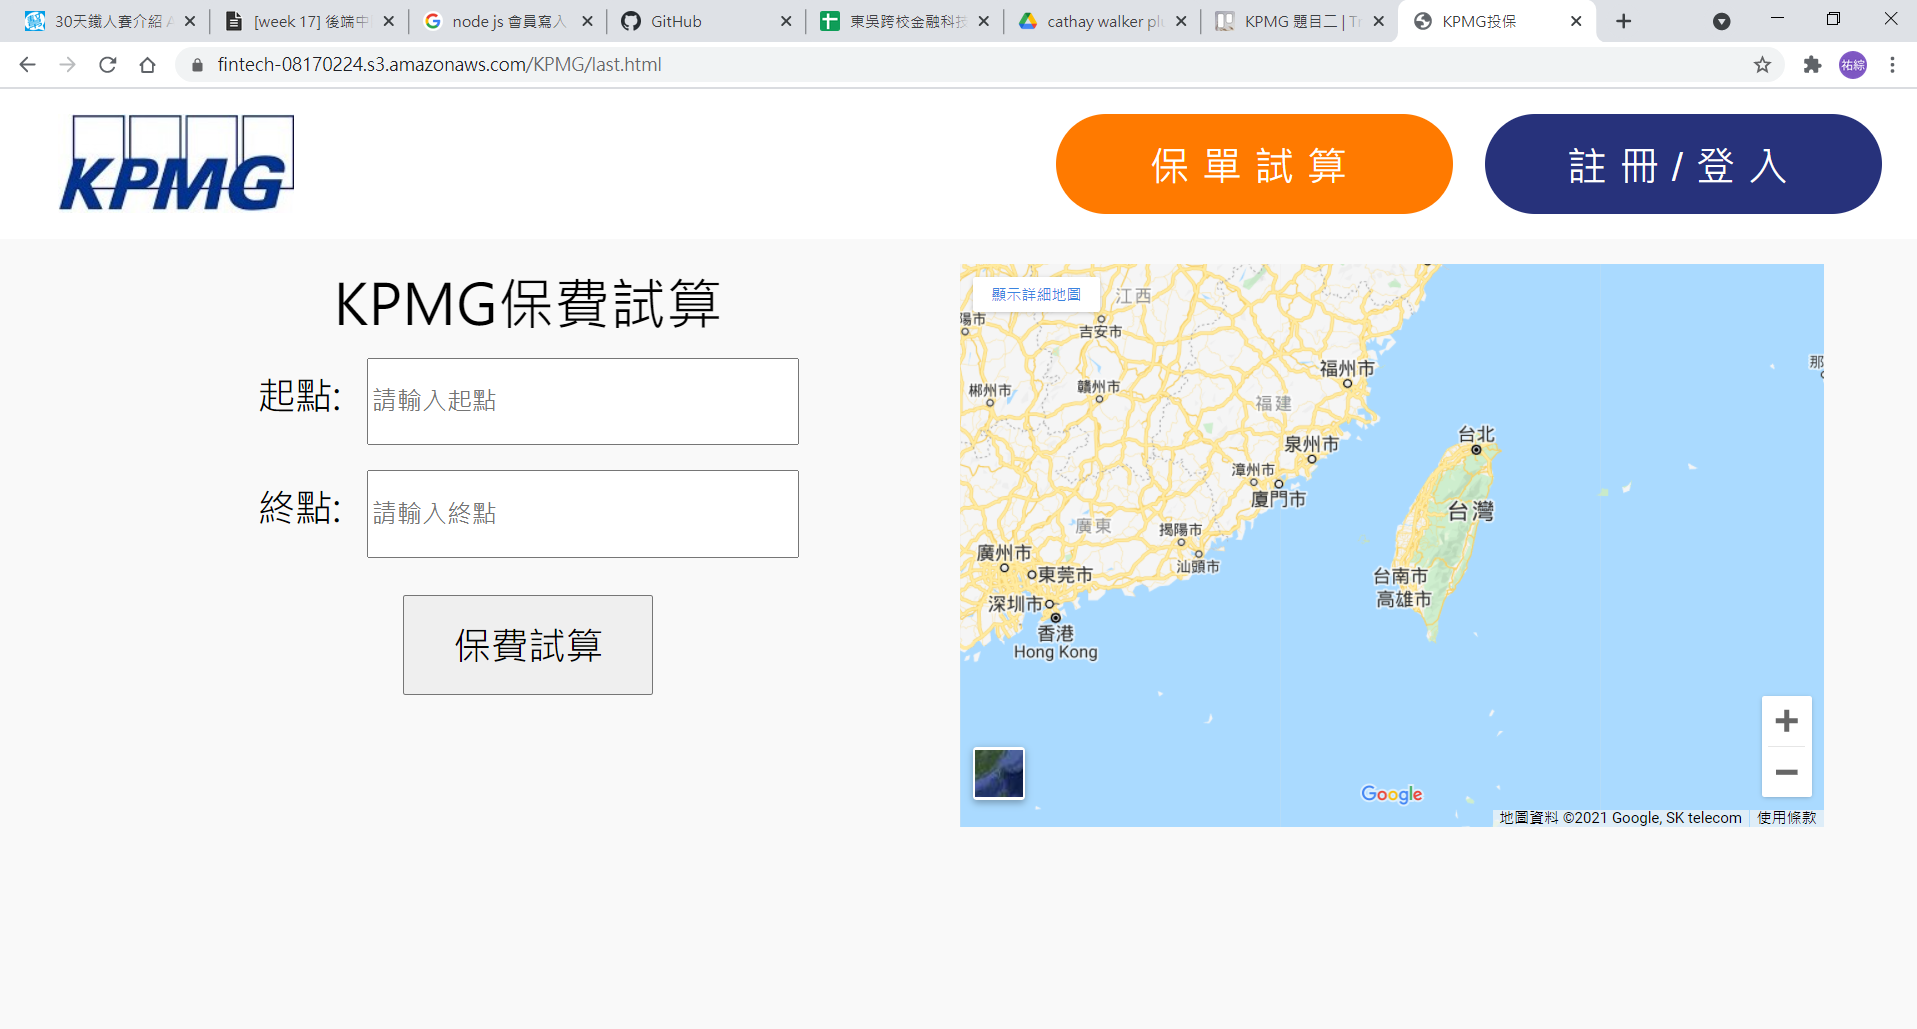 30天鐵人賽介紹
[week 17] 後端中
node js 會員寫入
GitHub
東吳跨校金融科技
cathay walker plu
KPMG 題目二 | Tr
KPMG投保
fintech-08170224.s3.amazonaws.com/KPMG/last.html
祐綜
KPMG
保單試算
註冊/登入
KPMG保費試算
起點:
請輸入起點
終點:
請輸入終點
保費試算
顯示詳細地圖
江西
陽市
吉安市
福州市
那
郴州市
贛州市
福建
台北
泉州市
漳州市
廈門市
台灣
廣東
揭陽市
廣州市
東莞市
汕頭市
台南市
深圳市
高雄市
香港
Hong Kong
Google
地圖資料 ©2021 Google, SK telecom
使用條款